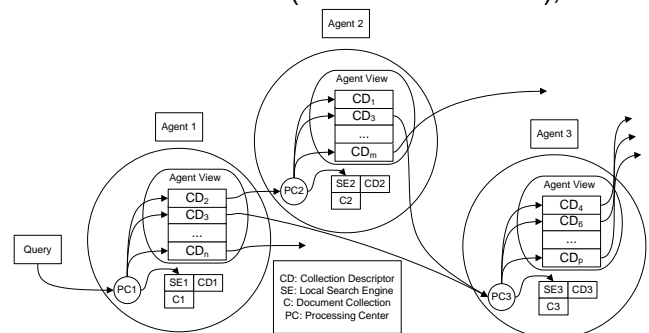 Agent 2
Agent View
CD1
CD3
...
CDm
PC2
SE2 CD2
C2
Agent 1
Agent View
CD2
CD3
...
CDn
PC1
SE1 CD1
C1
Query
Agent 3
Agent View
CD4
CD6
...
CDp
PC3
SE3 CD3
C3
CD: Collection Descriptor
SE: Local Search Engine
C: Document Collection
PC: Processing Center